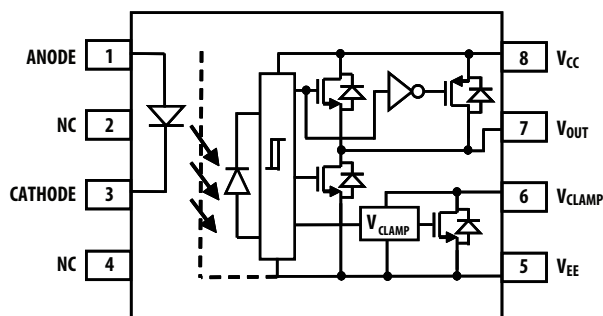 ANODE 1
8 VCC
NC 2
7 VOUT
CATHODE 3
6 VCLAMP
VCLAMP
NC 4
5 VEE